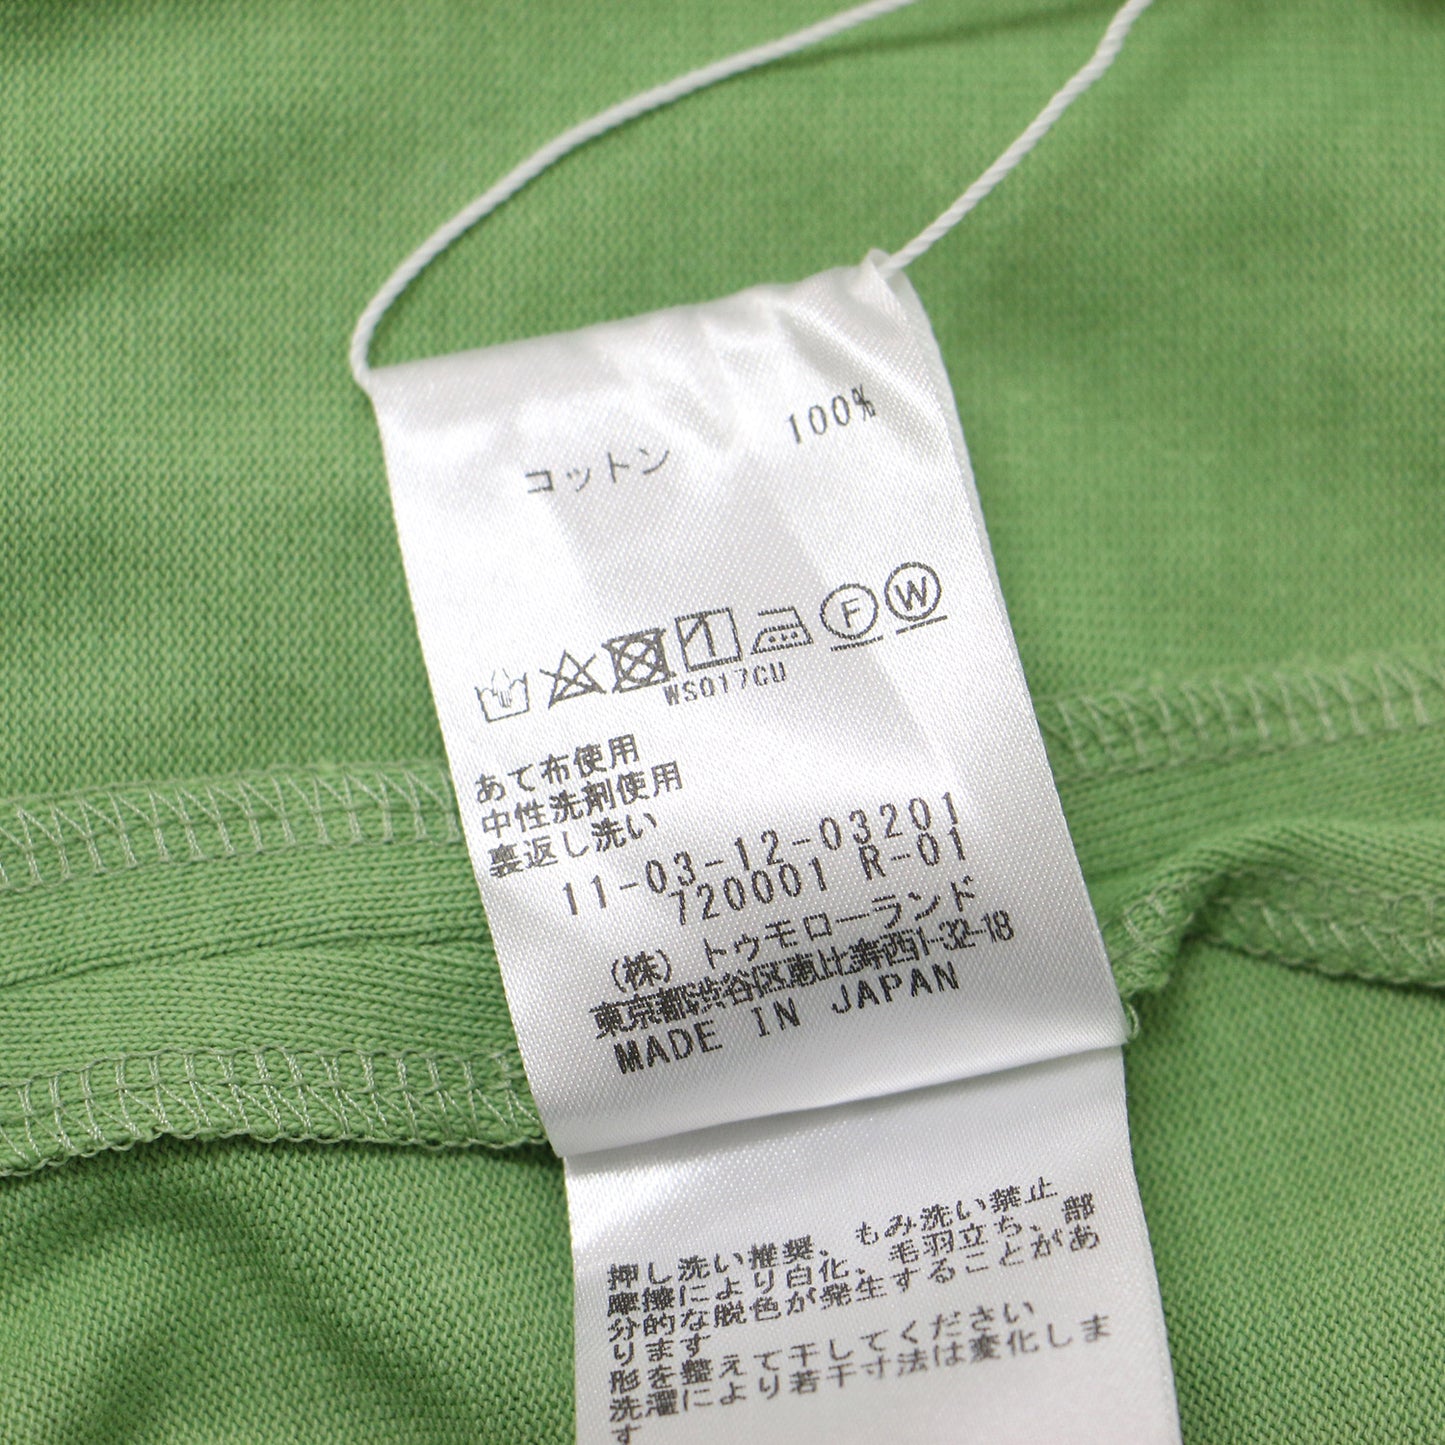 コットン 100%
F W
WS017CU
あて布使用
中性洗剤使用
裏返し洗い
11-03-12-03201
720001 R-01
(株) トゥモローランド
東京都渋谷区恵比寿西1-32-18
MADE IN JAPAN
押し洗い推奨、もみ洗い禁止
摩擦により白化、毛羽立ち、部
分的な脱色が発生することがあ
ります
形を整えて干してください
洗濯により若干寸法は変化しま
す